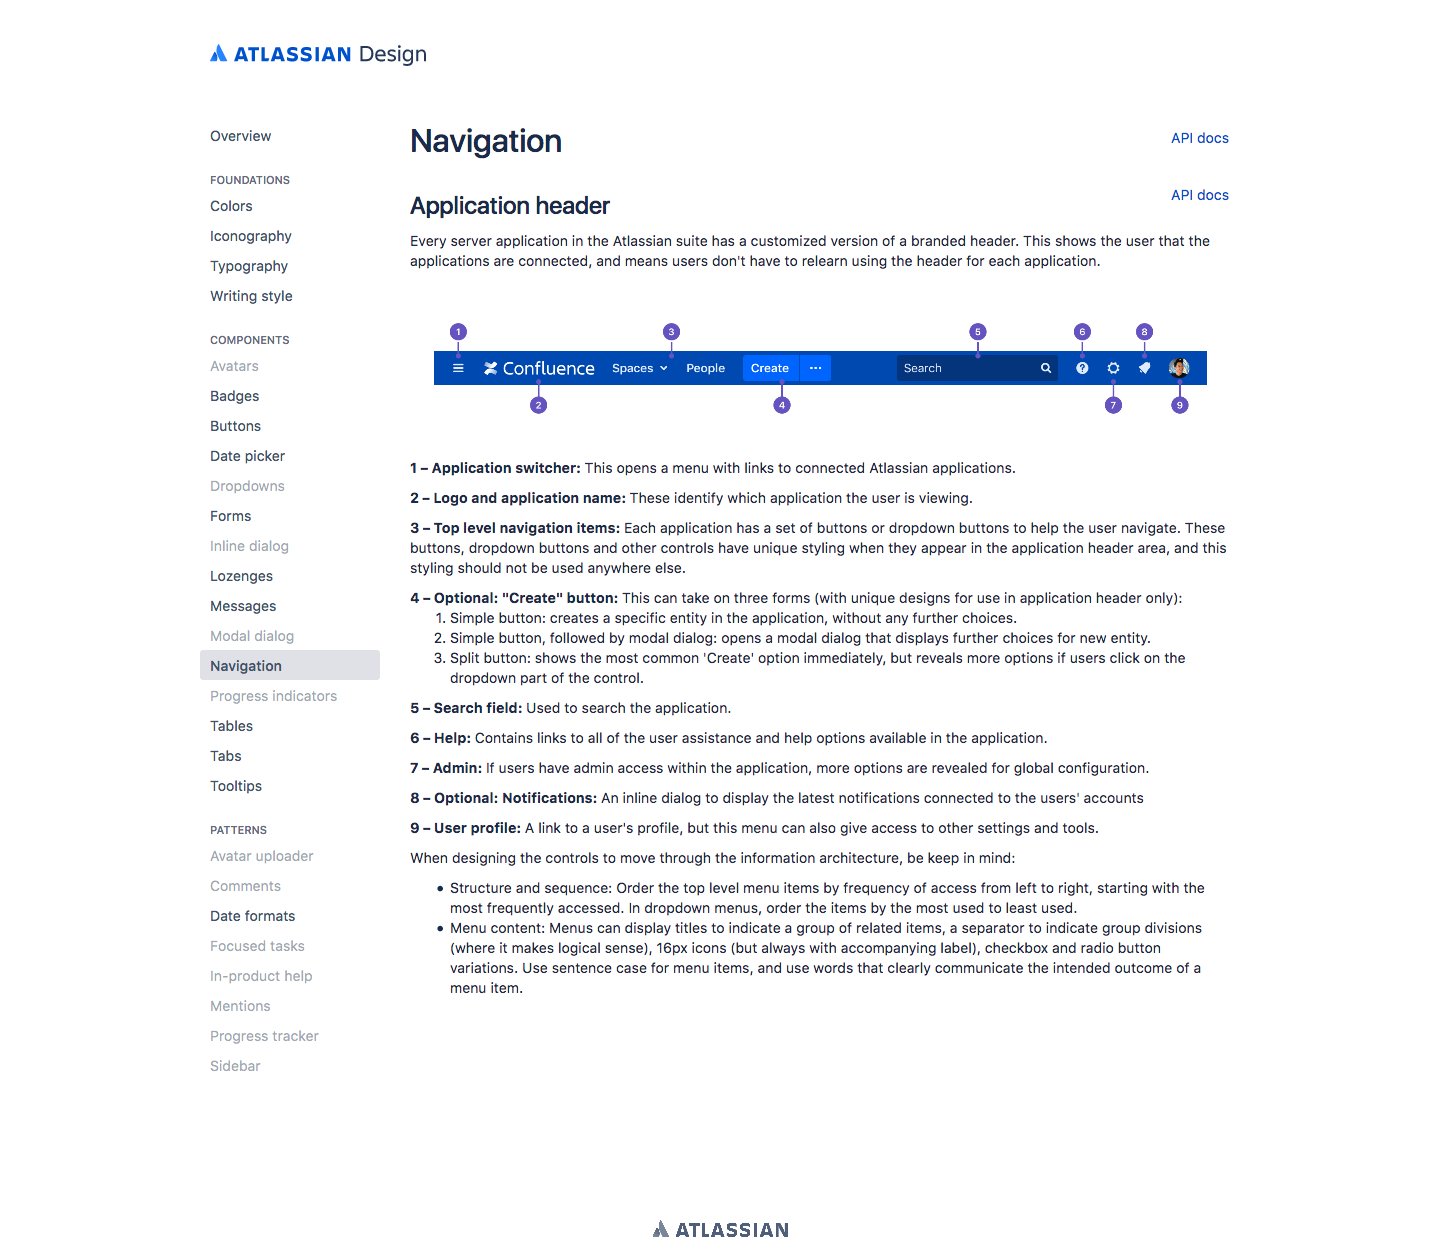 ATLASSIAN Design
Overview
FOUNDATIONS
Colors
Iconography
Typography
Writing style
COMPONENTS
Avatars
Badges
Buttons
Date picker
Dropdowns
Forms
Inline dialog
Lozenges
Messages
Modal dialog
Navigation
Progress indicators
Tables
Tabs
Tooltips
PATTERNS
Avatar uploader
Comments
Date formats
Focused tasks
In-product help
Mentions
Progress tracker
Sidebar
Navigation
API docs
API docs
Application header
Every server application in the Atlassian suite has a customized version of a branded header. This shows the user that the
applications are connected, and means users don't have to relearn using the header for each application.
1 3 5 6 8
Confluence Spaces People Create ··· Search
2 4 7 9
1 – Application switcher: This opens a menu with links to connected Atlassian applications.
2 – Logo and application name: These identify which application the user is viewing.
3 – Top level navigation items: Each application has a set of buttons or dropdown buttons to help the user navigate. These
buttons, dropdown buttons and other controls have unique styling when they appear in the application header area, and this
styling should not be used anywhere else.
4 – Optional: "Create" button: This can take on three forms (with unique designs for use in application header only):
1. Simple button: creates a specific entity in the application, without any further choices.
2. Simple button, followed by modal dialog: opens a modal dialog that displays further choices for new entity.
3. Split button: shows the most common 'Create' option immediately, but reveals more options if users click on the
dropdown part of the control.
5 – Search field: Used to search the application.
6 – Help: Contains links to all of the user assistance and help options available in the application.
7 – Admin: If users have admin access within the application, more options are revealed for global configuration.
8 – Optional: Notifications: An inline dialog to display the latest notifications connected to the users' accounts
9 – User profile: A link to a user's profile, but this menu can also give access to other settings and tools.
When designing the controls to move through the information architecture, be keep in mind:
• Structure and sequence: Order the top level menu items by frequency of access from left to right, starting with the
most frequently accessed. In dropdown menus, order the items by the most used to least used.
• Menu content: Menus can display titles to indicate a group of related items, a separator to indicate group divisions
(where it makes logical sense), 16px icons (but always with accompanying label), checkbox and radio button
variations. Use sentence case for menu items, and use words that clearly communicate the intended outcome of a
menu item.
ATLASSIAN